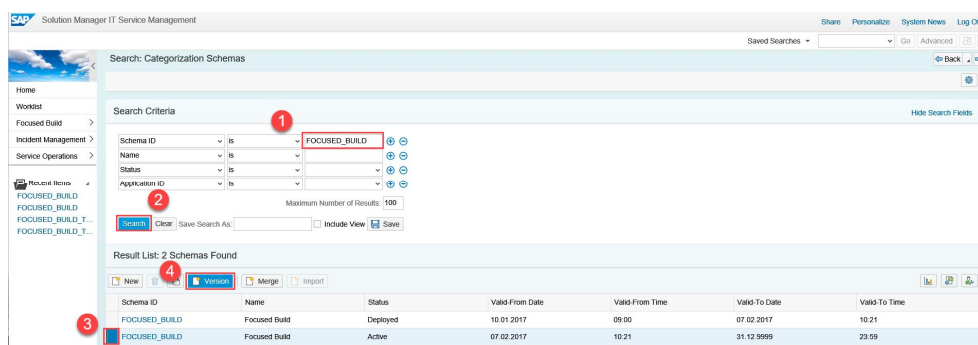 SAP Solution Manager IT Service Management
Share Personalize System News Log Of
Saved Searches Go Advanced
Search: Categorization Schemas
Back
Home
Worklist
Focused Build
Incident Management
Service Operations
Recent Items
FOCUSED_BUILD
FOCUSED_BUILD
FOCUSED_BUILD_T...
FOCUSED_BUILD_T...
Search Criteria
Hide Search Fields
1
Schema ID is FOCUSED_BUILD
Name is
Status is
Application ID is
2
Maximum Number of Results: 100
Search Clear Save Search As: Include View Save
Result List: 2 Schemas Found
4
New Version Merge Import
Schema ID Name Status Valid-From Date Valid-From Time Valid-To Date Valid-To Time
FOCUSED_BUILD Focused Build Deployed 10.01.2017 09:00 07.02.2017 10:21
3
FOCUSED_BUILD Focused Build Active 07.02.2017 10:21 31.12.9999 23:59